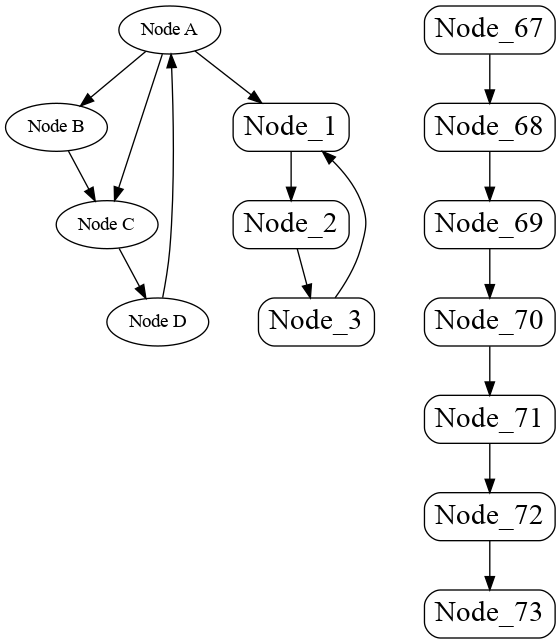 Node A
Node_67
Node B
Node_1
Node_68
Node C
Node_2
Node_69
Node D
Node_3
Node_70
Node_71
Node_72
Node_73